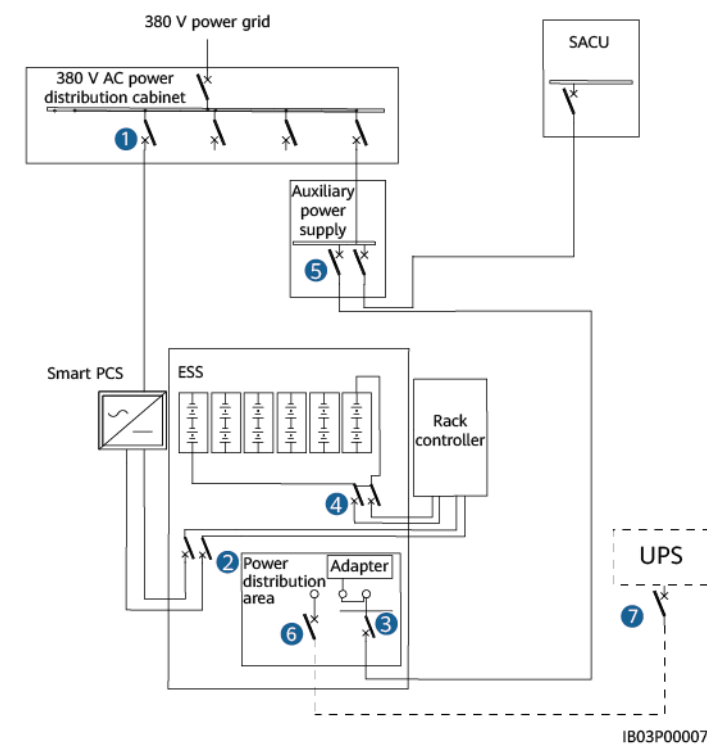 380 V power grid
SACU
380 V AC power
distribution cabinet
1
Auxiliary
power
supply
5
Smart PCS
ESS
Rack
controller
4
2
Power
distribution
area
Adapter
UPS
3
6
7
IB03P00007